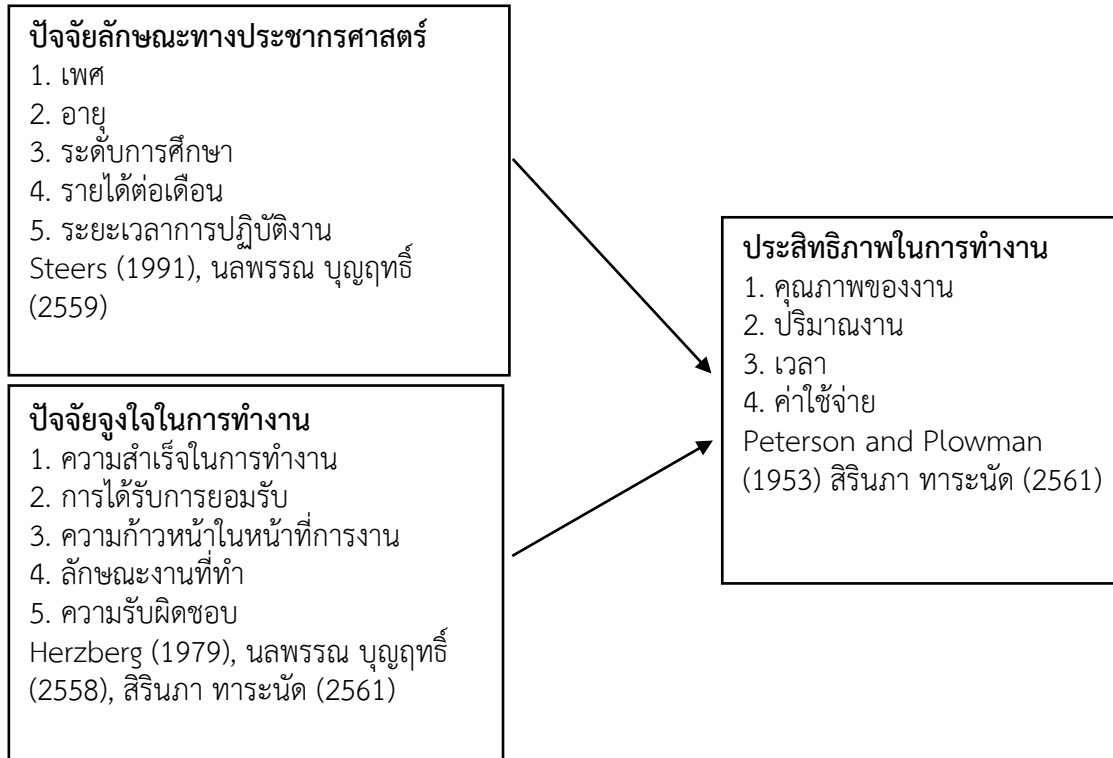 ปัจจัยลักษณะทางประชากรศาสตร์
1. เพศ
2. อายุ
3. ระดับการศึกษา
4. รายได้ต่อเดือน
5. ระยะเวลาการปฏิบัติงาน
Steers (1991), นลพรรณ บุญฤทธิ์
(2559)
ปัจจัยจูงใจในการทำงาน
1. ความสำเร็จในการทำงาน
2. การได้รับการยอมรับ
3. ความก้าวหน้าในหน้าที่การงาน
4. ลักษณะงานที่ทำ
5. ความรับผิดชอบ
Herzberg (1979), นลพรรณ บุญฤทธิ์
(2558), สิรินภา ทาระนัด (2561)
ประสิทธิภาพในการทำงาน
1. คุณภาพของงาน
2. ปริมาณงาน
3. เวลา
4. ค่าใช้จ่าย
Peterson and Plowman
(1953) สิรินภา ทาระนัด (2561)